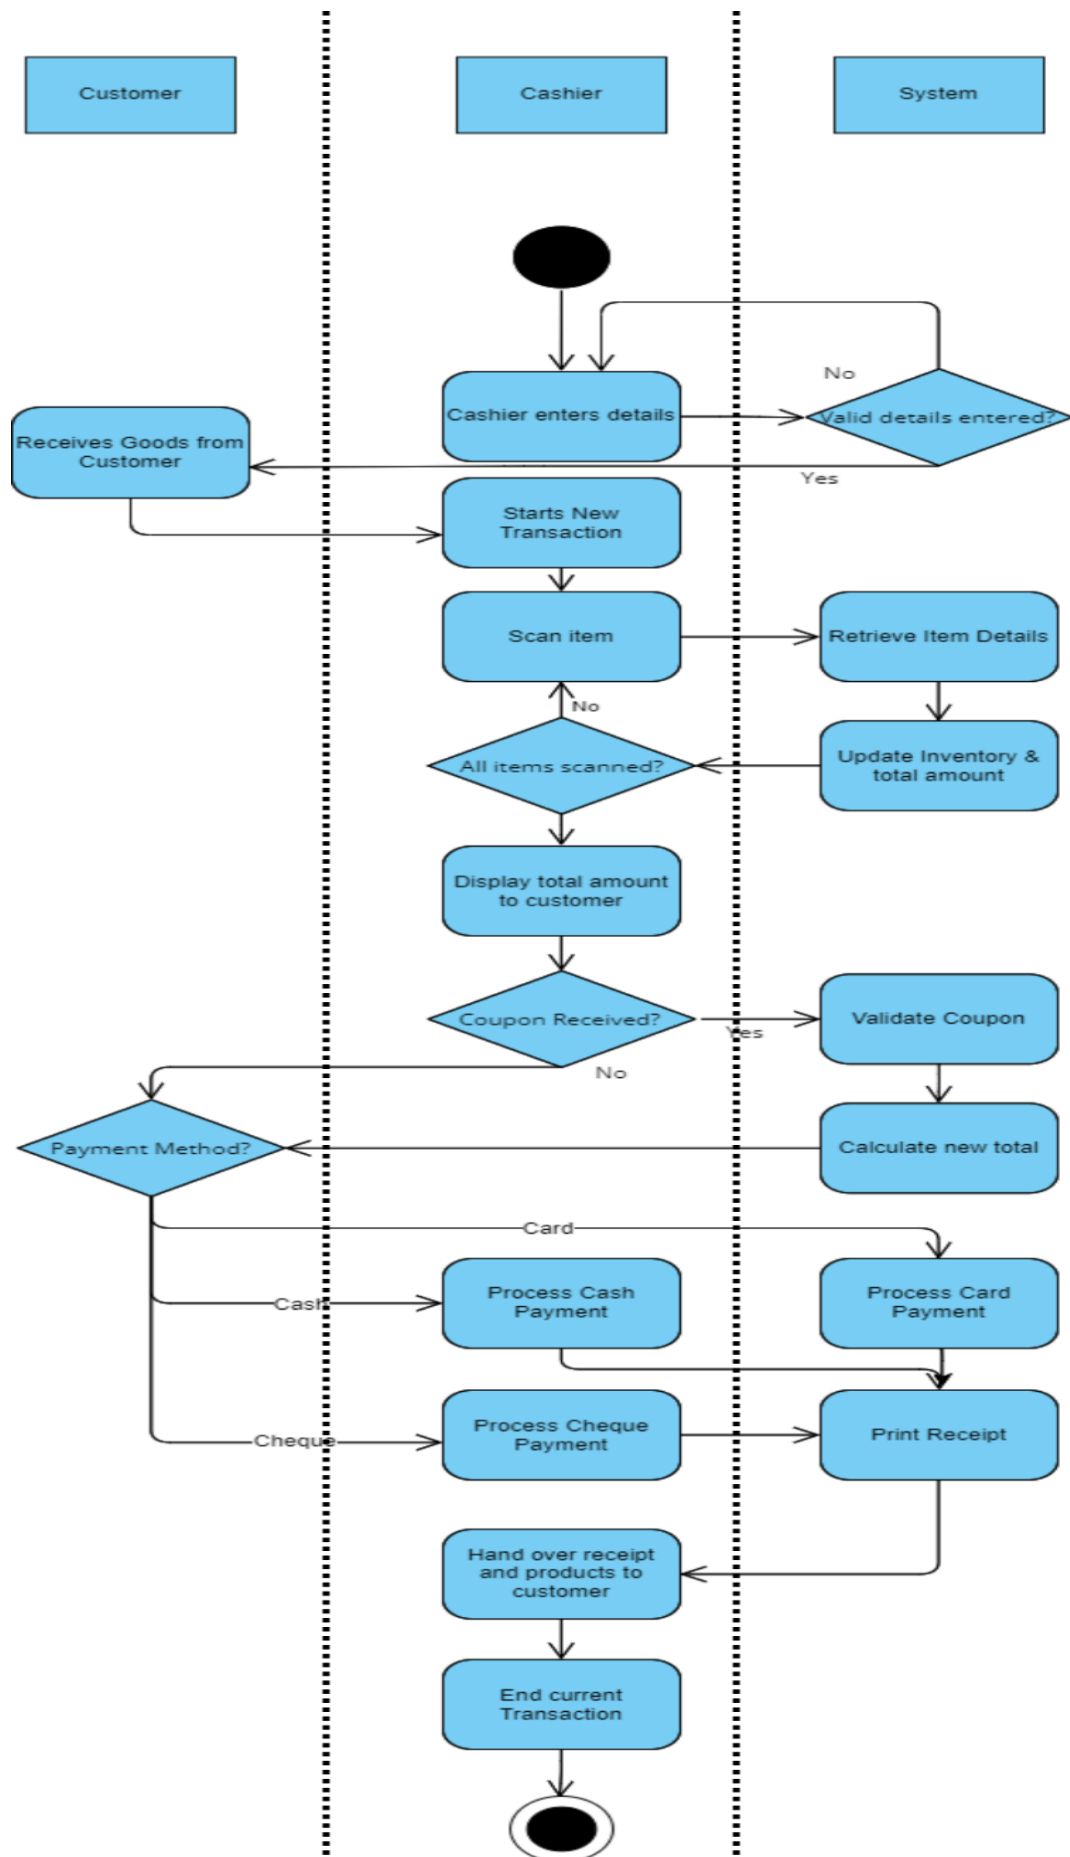 Customer
Cashier
System
No
Cashier enters details
Valid details entered?
Receives Goods from
Customer
Yes
Starts New
Transaction
Scan item
Retrieve Item Details
No
All items scanned?
Update Inventory &
total amount
Display total amount
to customer
Coupon Received?
Yes
Validate Coupon
No
Payment Method?
Calculate new total
Card
Cash
Process Cash
Payment
Process Card
Payment
Cheque
Process Cheque
Payment
Print Receipt
Hand over receipt
and products to
customer
End current
Transaction